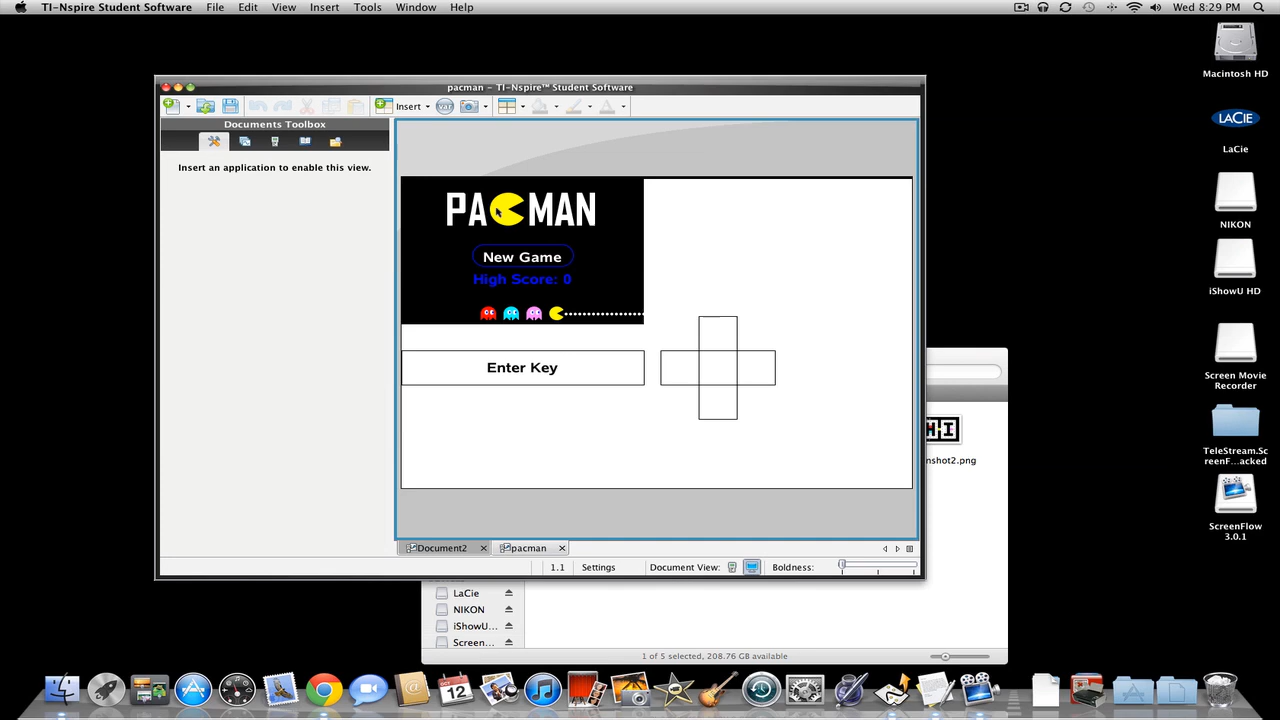 TI-Nspire Student Software File Edit View Insert Tools Window Help Wed 8:29 PM
Macintosh HD
pacman – TI-Nspire™ Student Software
Insert VAR
Documents Toolbox
Insert an application to enable this view.
PACMAN
New Game
High Score: 0
Enter Key
LACIE
LaCie
NIKON
iShowU HD
Screen Movie
Recorder
HI
nshot2.png
TeleStream.Sc
reenF...acked
ScreenFlow
3.0.1
Document2 pacman
1.1 Settings Document View: Boldness:
LaCie
NIKON
iShowU...
Screen...
1 of 5 selected, 208.76 GB available
OCT
12